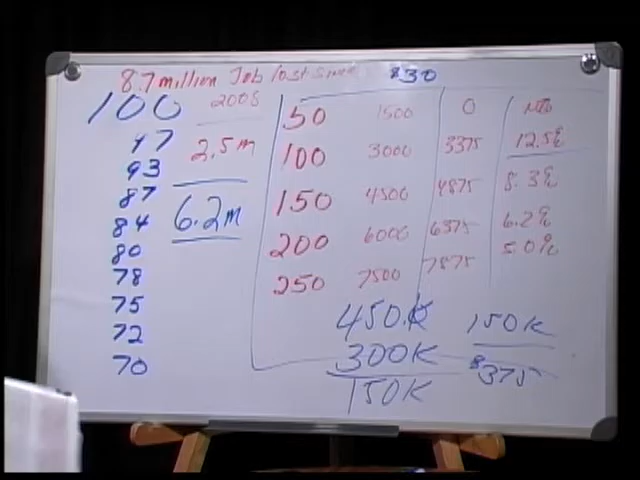 8.7 million Job lost since $30
100 2008
97 2.5m
93
87 6.2m
84
80
78
75
72
70
50 1500 0 N/A
100 3000 3375 12.5%
150 4500 4875 8.3%
200 6000 6375 6.2%
250 7500 7875 5.0%
450K 150K
300K $375
150K